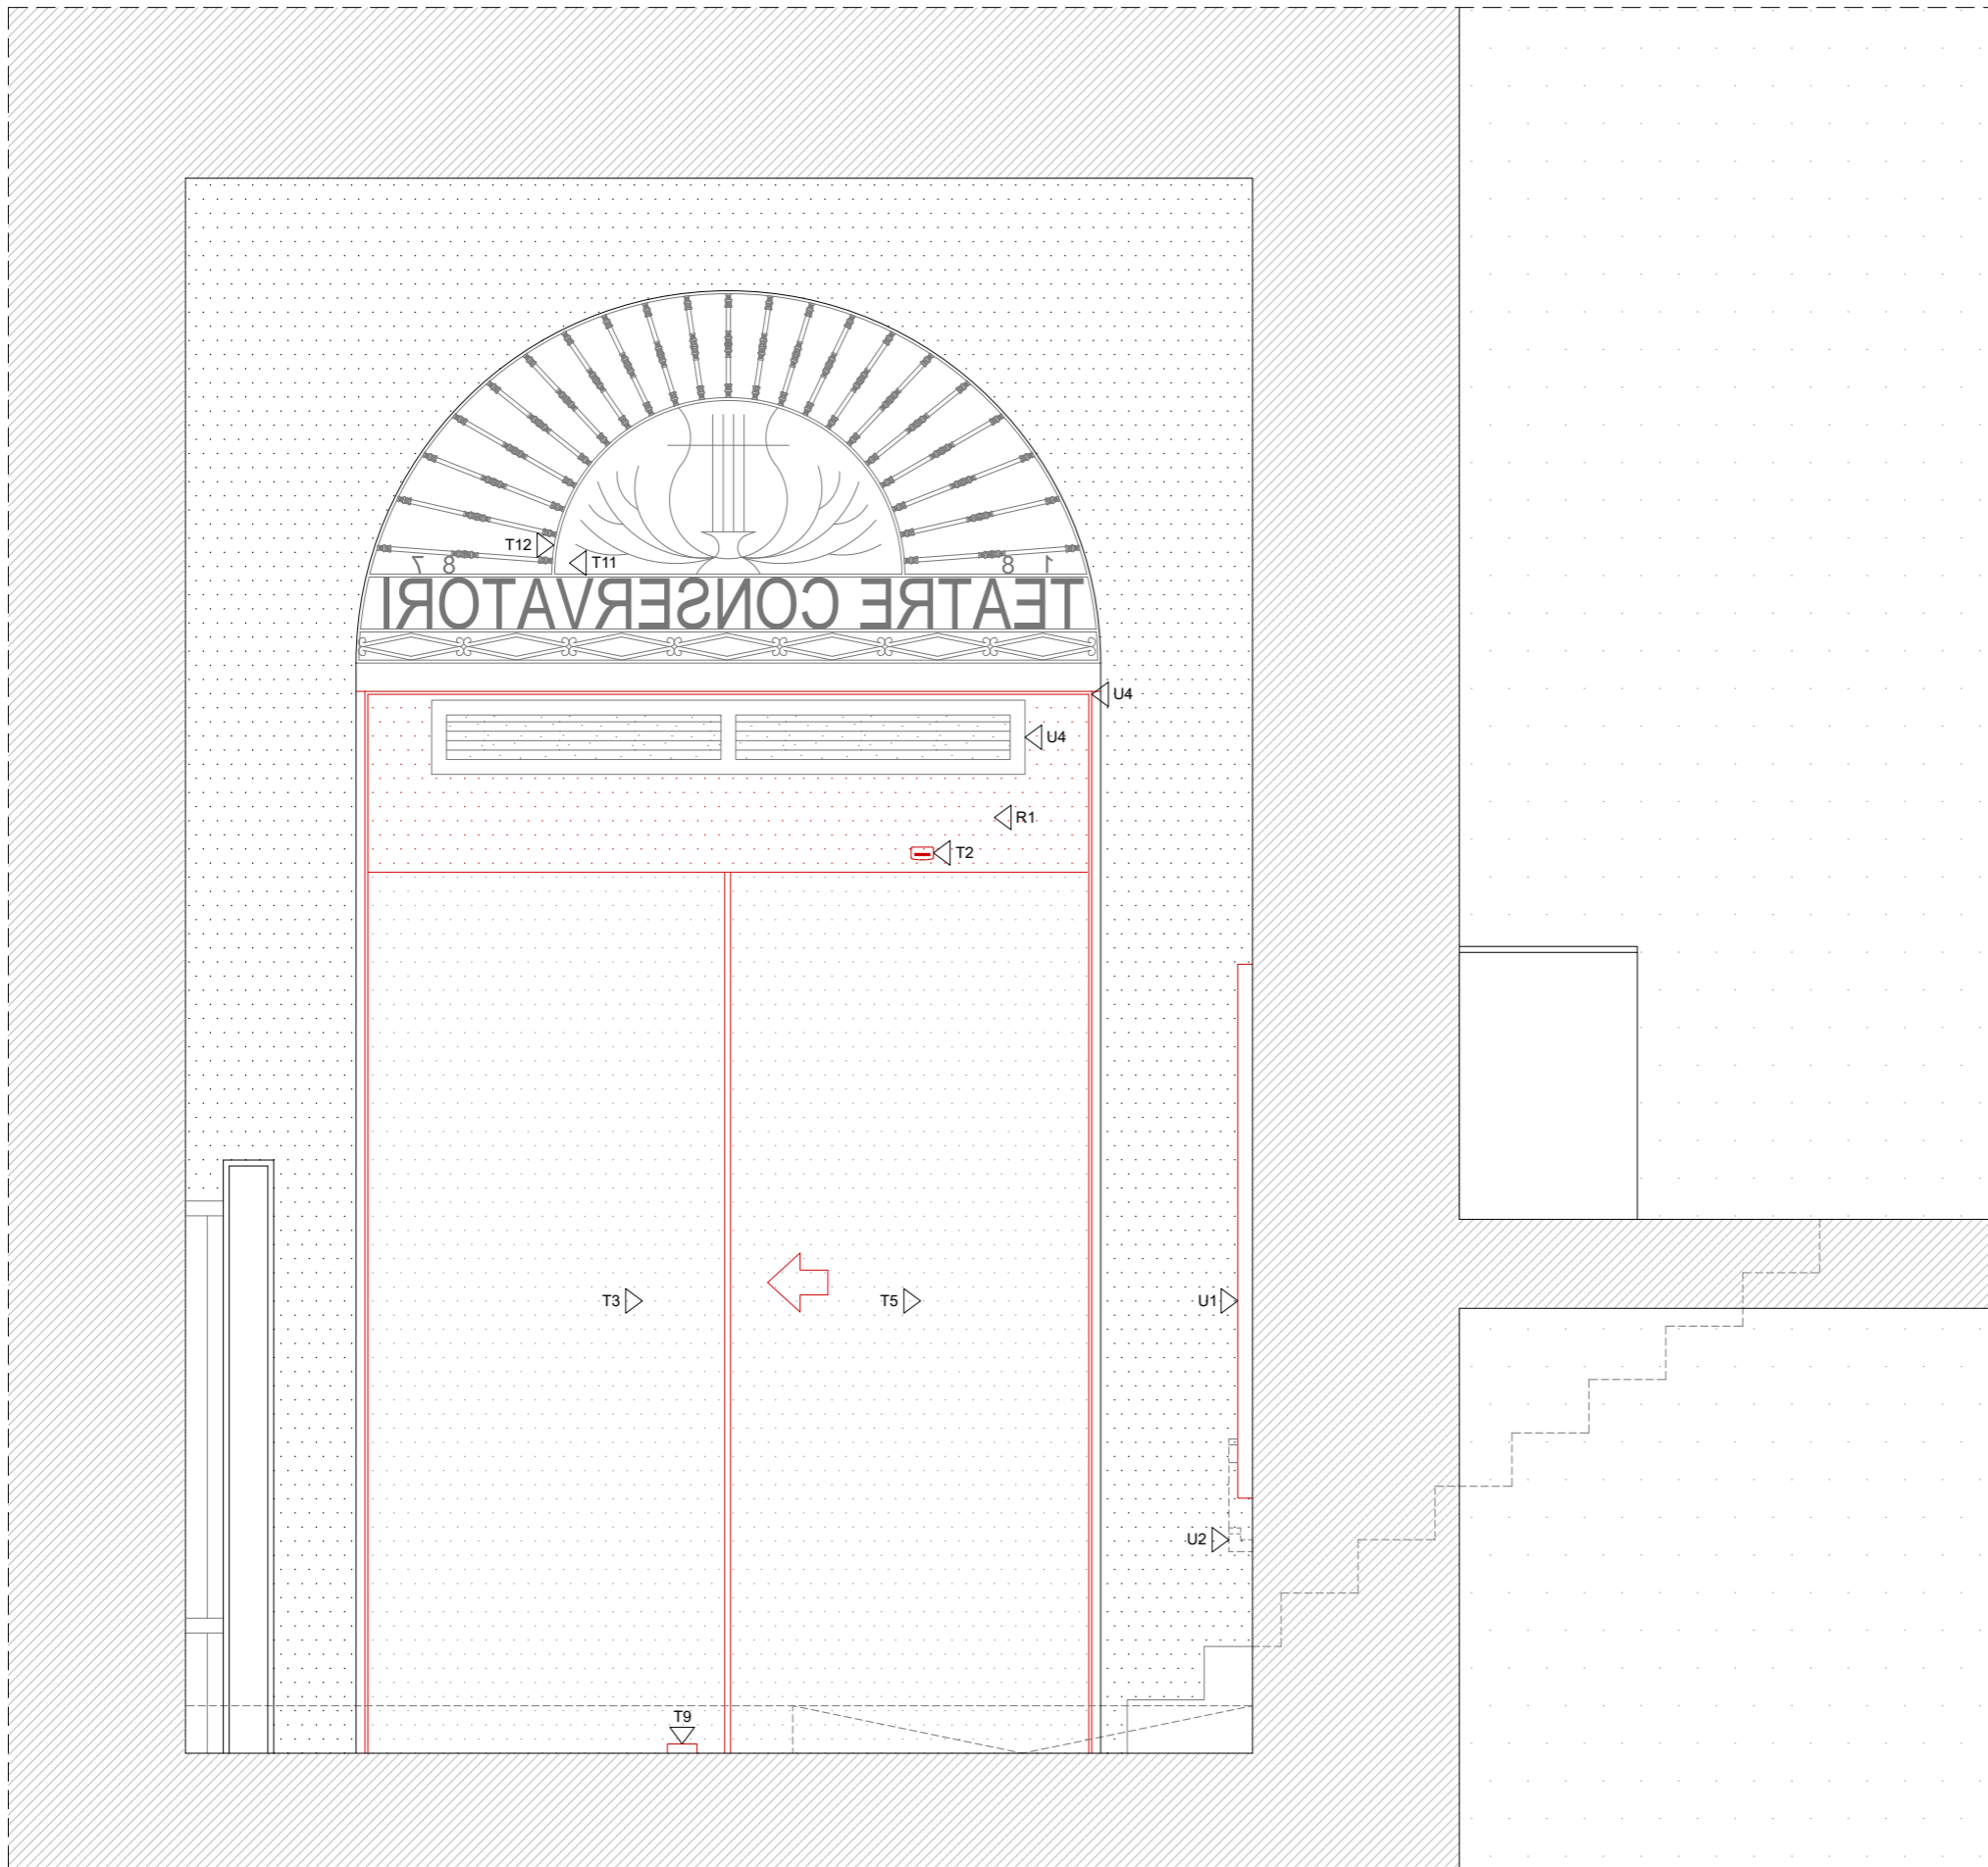 T12
T11
8 7
1 8
TEATRE CONSERVATORI
U4
U4
R1
T2
T3
T5
U1
U2
T9